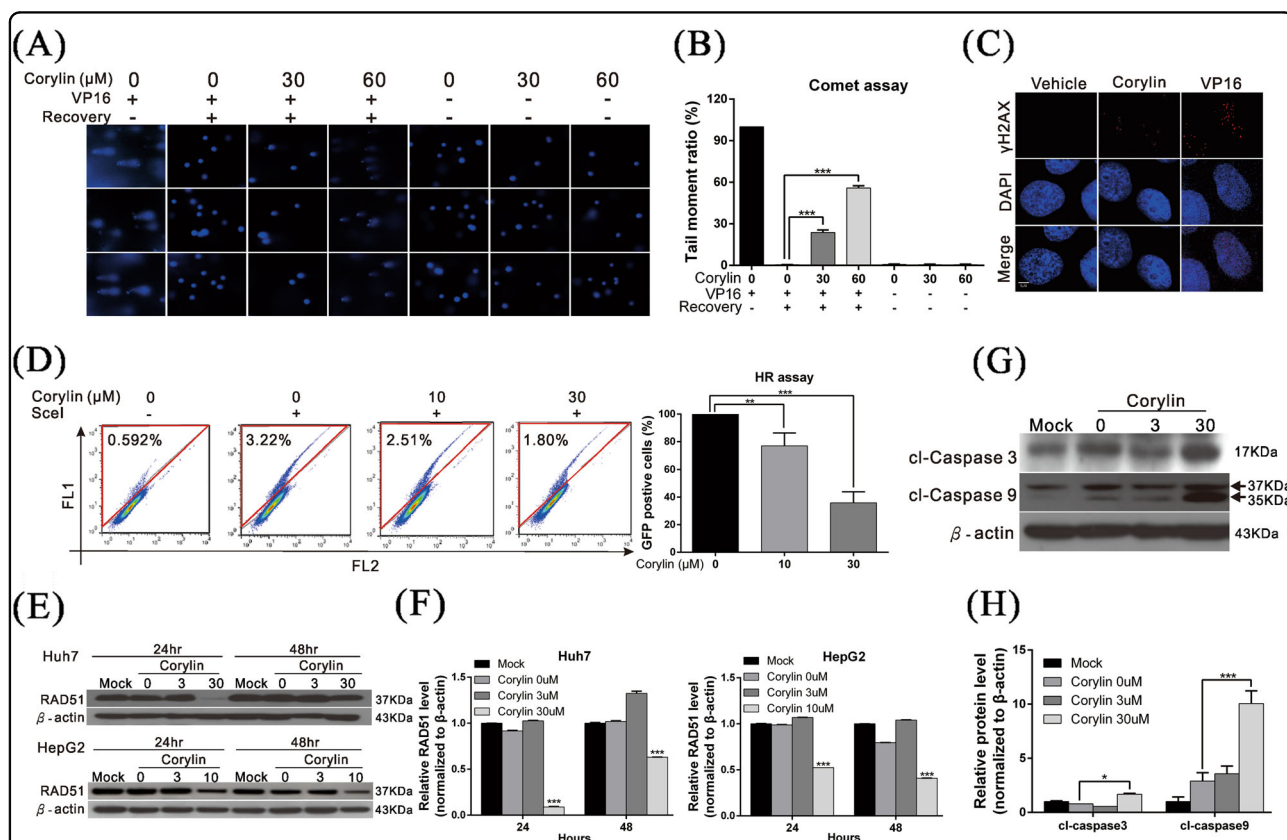 (A)
Corylin (μM) 0 0 30 60 0 30 60
VP16 + + + + - - -
Recovery - + + + - - -
(B)
Comet assay
Tail moment ratio (%)
120
90
60
30
0
***
***
Corylin 0 0 30 60 0 30 60
VP16 + + + + - - -
Recovery - + + + - - -
(C)
Vehicle Corylin VP16
γH2AX
DAPI
Merge
(D)
Corylin (μM) 0 0 10 30
SceI - + + +
0.592% 3.22% 2.51% 1.80%
FL1
FL2
HR assay
GFP postive cells (%)
100
80
60
40
20
0
**
***
Corylin (μM) 0 10 30
(G)
Corylin
Mock 0 3 30
cl-Caspase 3 17KDa
cl-Caspase 9 37KDa
35KDa
β - actin 43KDa
(E)
Huh7 24hr 48hr
Corylin Corylin
Mock 0 3 30 Mock 0 3 30
RAD51 37KDa
β - actin 43KDa
HepG2 24hr 48hr
Corylin Corylin
Mock 0 3 10 Mock 0 3 10
RAD51 37KDa
β - actin 43KDa
(F)
Huh7
Relative RAD51 level
(normalized to β-actin)
1.5
1.0
0.5
0.0
Mock
Corylin 0uM
Corylin 3uM
Corylin 30uM
***
***
24 48
Hours
HepG2
Relative RAD51 level
(normalized to β-actin)
1.5
1.0
0.5
0.0
Mock
Corylin 0uM
Corylin 3uM
Corylin 10uM
***
***
24 48
Hours
(H)
Relative protein level
(normalized to β-actin)
15
10
5
0
Mock
Corylin 0uM
Corylin 3uM
Corylin 30uM
*
***
cl-caspase3 cl-caspase9